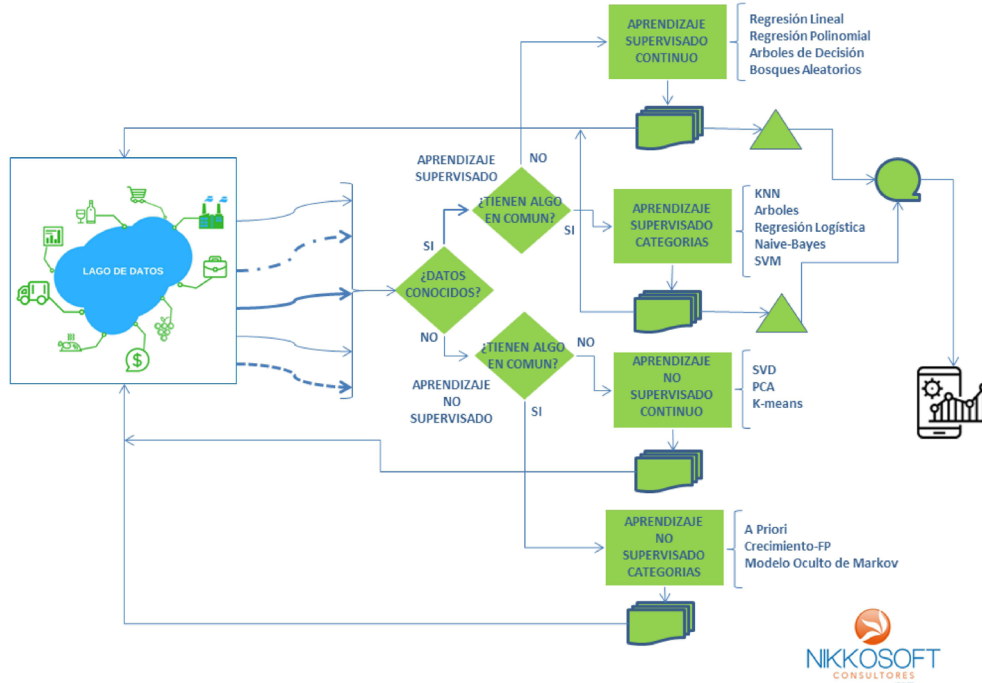 APRENDIZAJE
SUPERVISADO
CONTINUO
Regresión Lineal
Regresión Polinomial
Arboles de Decisión
Bosques Aleatorios
APRENDIZAJE
SUPERVISADO
NO
¿TIENEN ALGO
EN COMUN?
SI
APRENDIZAJE
SUPERVISADO
CATEGORIAS
KNN
Arboles
Regresión Logística
Naive-Bayes
SVM
LAGO DE DATOS
$
SI
¿DATOS
CONOCIDOS?
NO
¿TIENEN ALGO
EN COMUN?
NO
SI
APRENDIZAJE
NO
SUPERVISADO
APRENDIZAJE
NO
SUPERVISADO
CONTINUO
SVD
PCA
K-means
APRENDIZAJE
NO
SUPERVISADO
CATEGORIAS
A Priori
Crecimiento-FP
Modelo Oculto de Markov
NIKKOSOFT
CONSULTORES